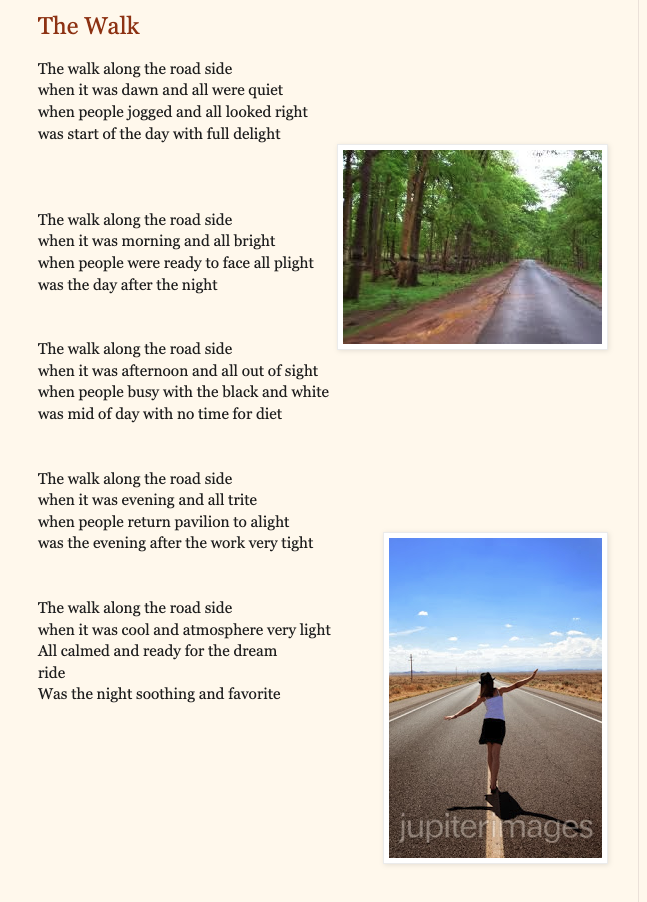 The Walk
The walk along the road side
when it was dawn and all were quiet
when people jogged and all looked right
was start of the day with full delight
The walk along the road side
when it was morning and all bright
when people were ready to face all plight
was the day after the night
The walk along the road side
when it was afternoon and all out of sight
when people busy with the black and white
was mid of day with no time for diet
The walk along the road side
when it was evening and all trite
when people return pavilion to alight
was the evening after the work very tight
The walk along the road side
when it was cool and atmosphere very light
All calmed and ready for the dream
ride
Was the night soothing and favorite
jupiterimages